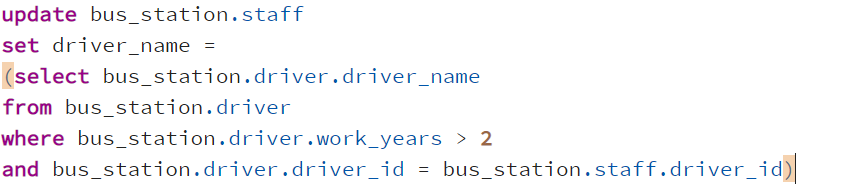 update bus_station.staff
set driver_name =
(select bus_station.driver.driver_name
from bus_station.driver
where bus_station.driver.work_years > 2
and bus_station.driver.driver_id = bus_station.staff.driver_id)